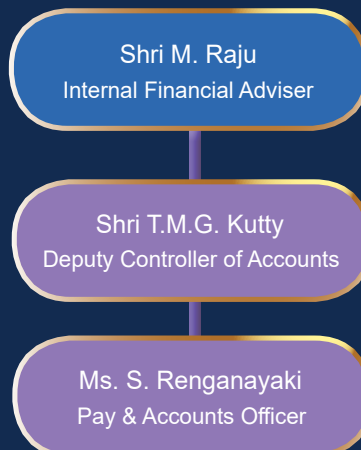 Shri M. Raju
Internal Financial Adviser
Shri T.M.G. Kutty
Deputy Controller of Accounts
Ms. S. Renganayaki
Pay & Accounts Officer